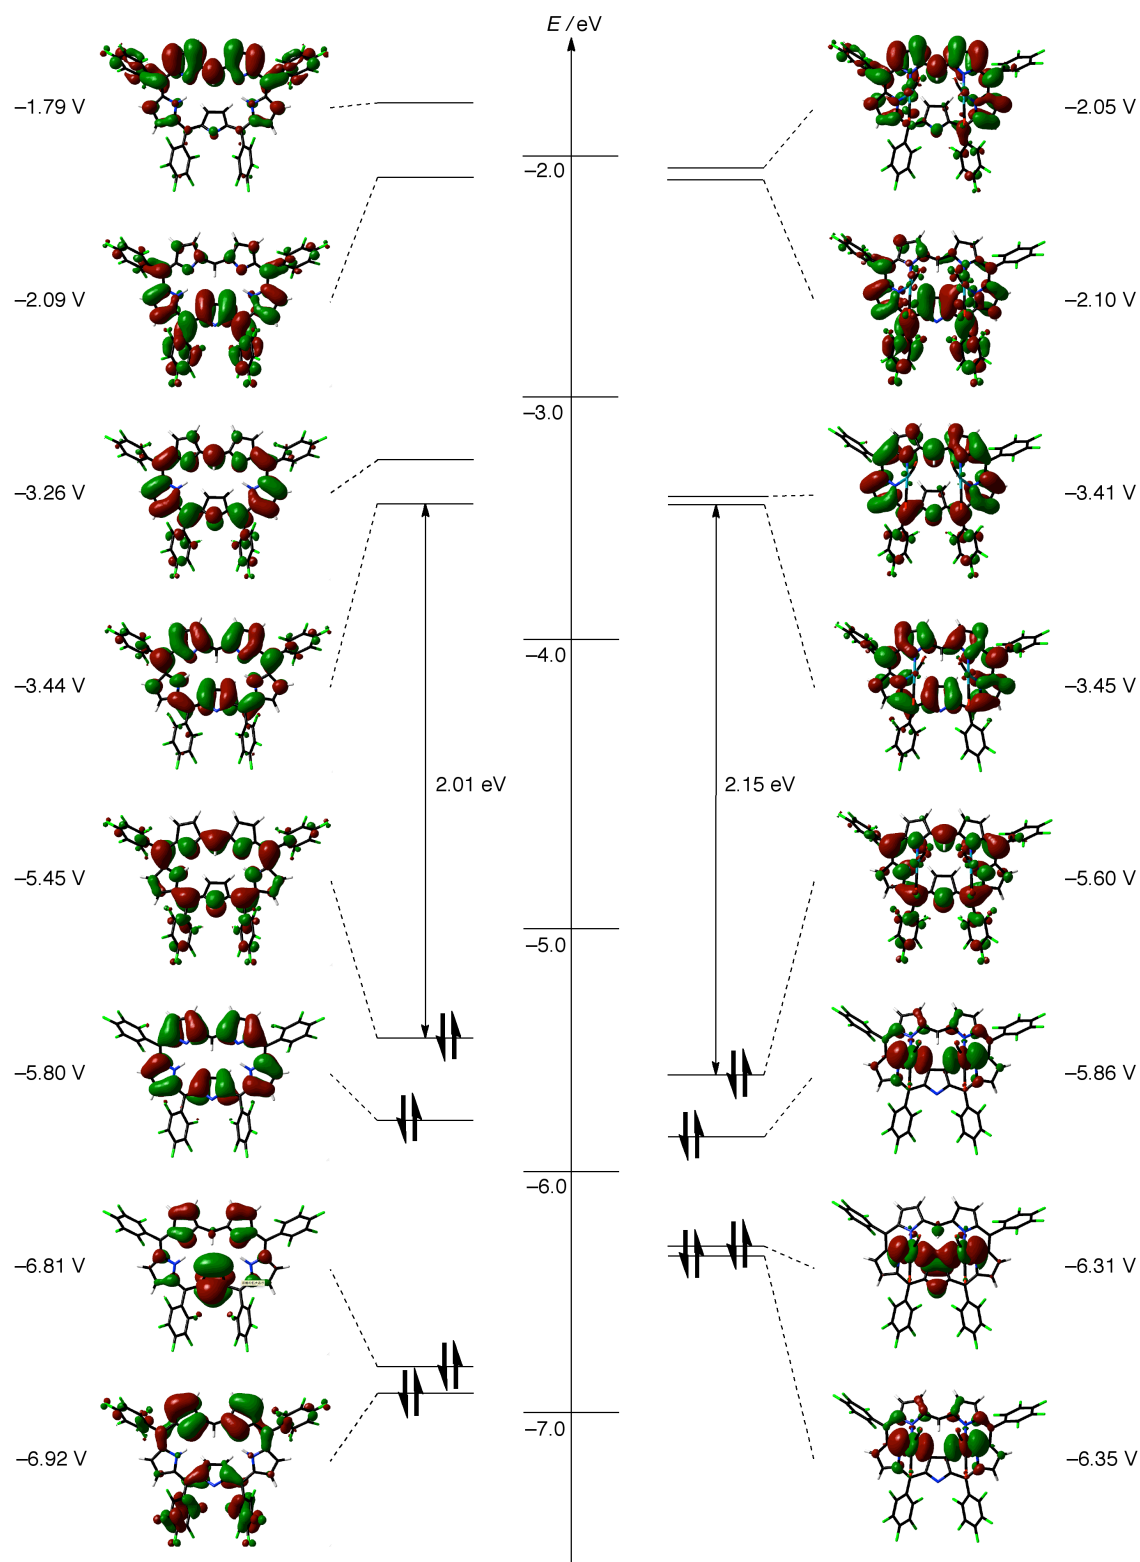 E / eV
–1.79 V
–2.05 V
–2.0
–2.09 V
–2.10 V
–3.0
–3.26 V
–3.41 V
–4.0
–3.44 V
–3.45 V
2.01 eV
2.15 eV
–5.45 V
–5.60 V
–5.0
–5.80 V
–5.86 V
–6.0
–6.81 V
–6.31 V
–7.0
–6.92 V
–6.35 V